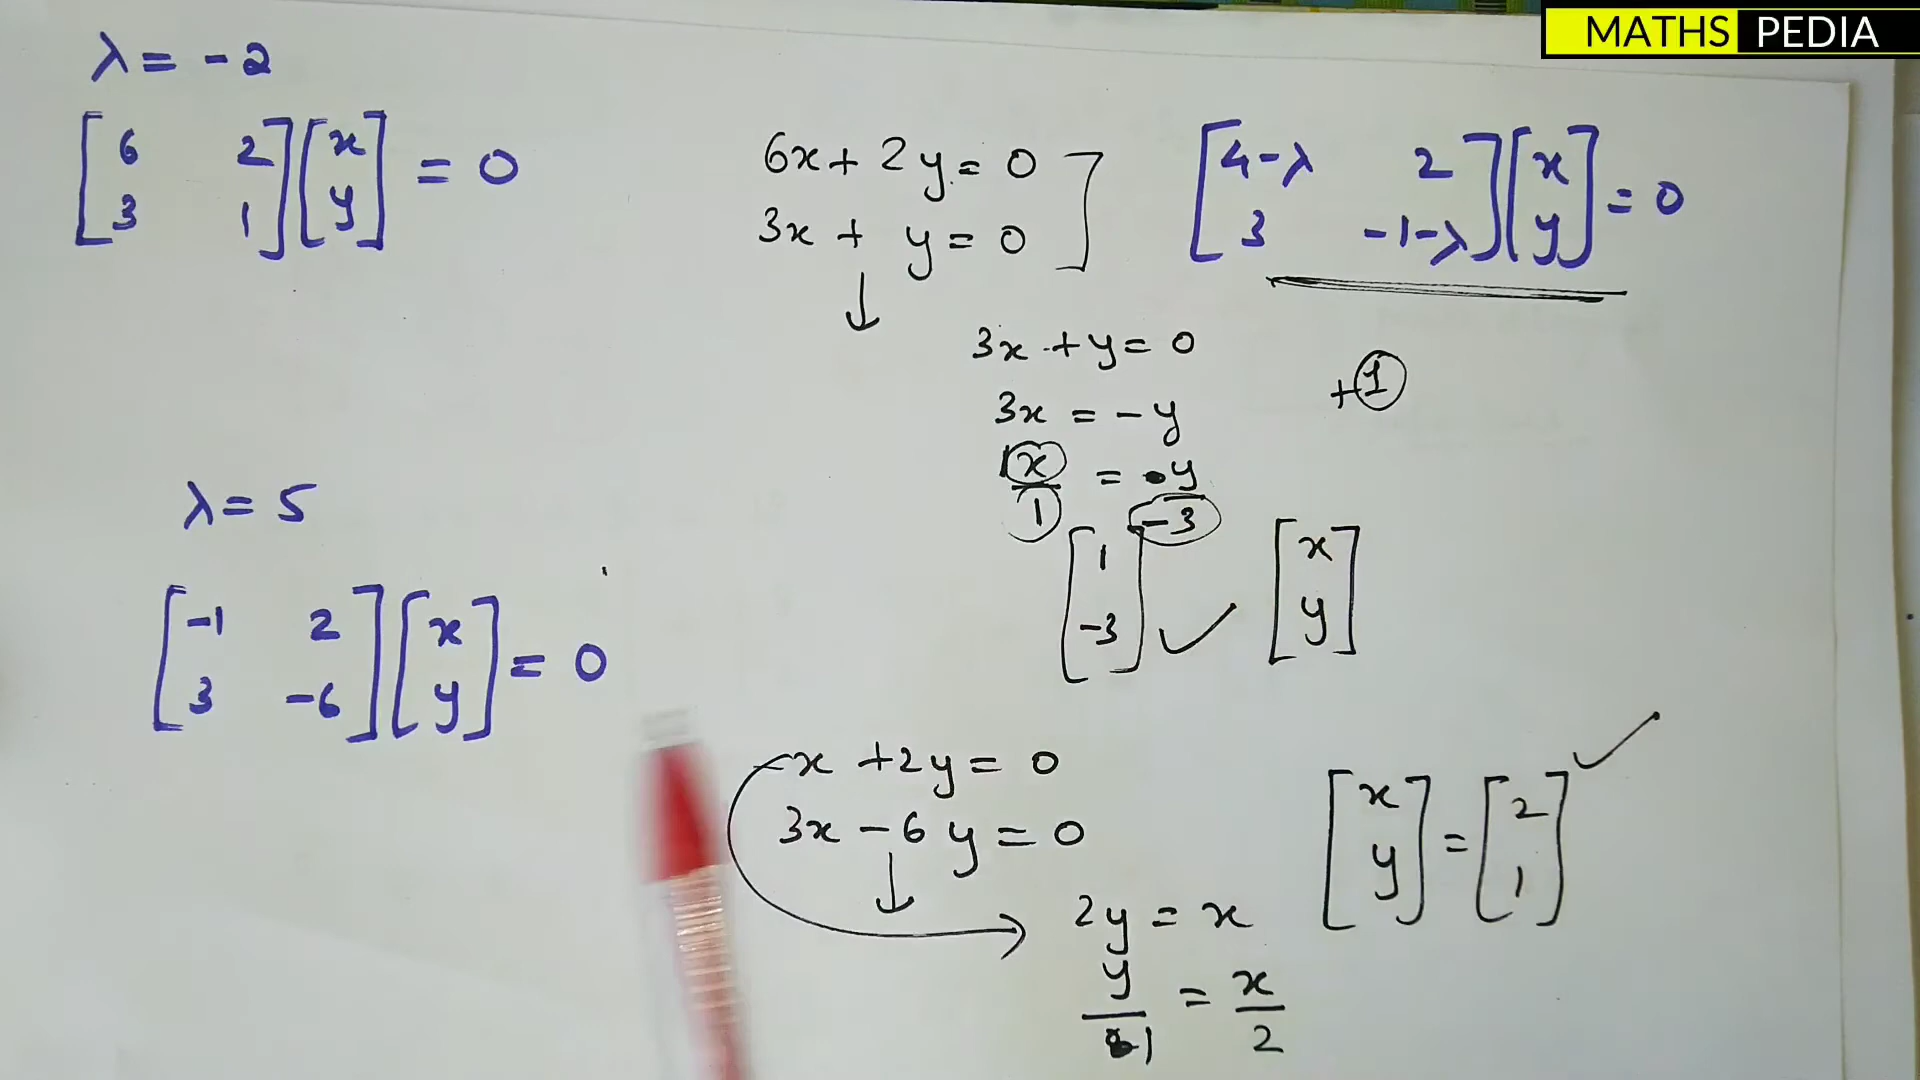 MATHS PEDIA
λ = -2
[6 2; 3 1] [x; y] = 0
6x + 2y = 0
3x + y = 0
[4-λ 2; 3 -1-λ] [x; y] = 0
3x + y = 0
+1
3x = -y
x/1 = y/-3
[1; -3]
[x; y]
λ = 5
[-1 2; 3 -6] [x; y] = 0
-x + 2y = 0
3x - 6y = 0
[x; y] = [2; 1]
2y = x
y/1 = x/2